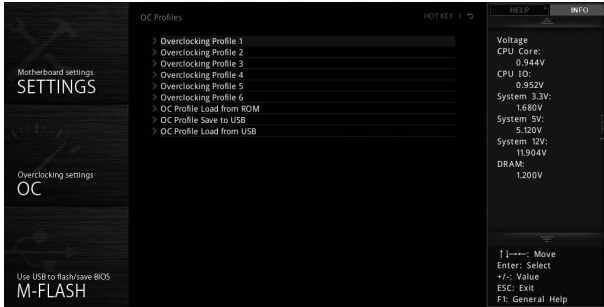 OC Profiles
HOT KEY | ⮌
HELP
INFO
Overclocking Profile 1
Overclocking Profile 2
Overclocking Profile 3
Overclocking Profile 4
Overclocking Profile 5
Overclocking Profile 6
OC Profile Load from ROM
OC Profile Save to USB
OC Profile Load from USB
Motherboard settings
SETTINGS
Overclocking settings
OC
Use USB to flash/save BIOS
M-FLASH
Voltage
CPU Core:
0.944V
CPU IO:
0.952V
System 3.3V:
1.680V
System 5V:
5.120V
System 12V:
11.904V
DRAM:
1.200V
↑↓→←: Move
Enter: Select
+/-: Value
ESC: Exit
F1: General Help